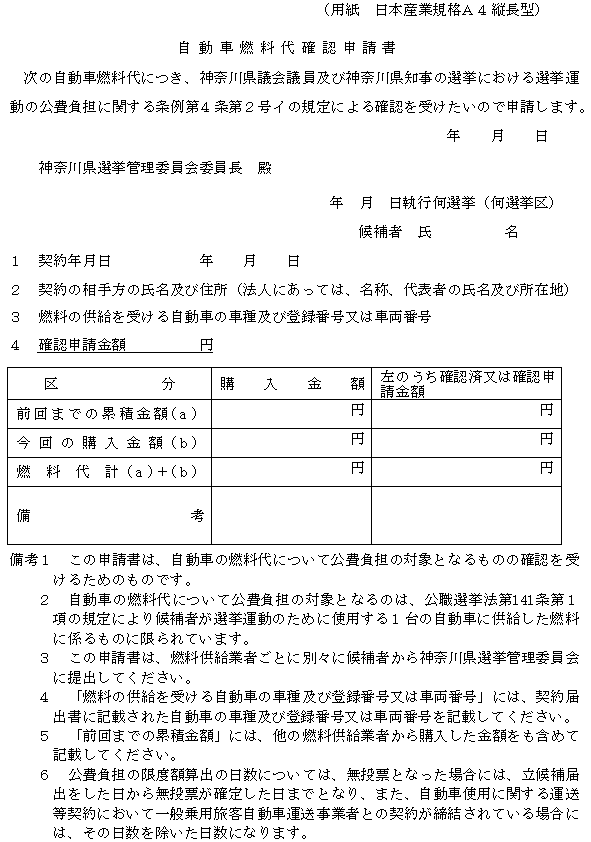 （用紙　日本産業規格Ａ４縦長型）
自動車燃料代確認申請書
次の自動車燃料代につき、神奈川県議会議員及び神奈川県知事の選挙における選挙運
動の公費負担に関する条例第４条第２号イの規定による確認を受けたいので申請します。
年　　月　　日
神奈川県選挙管理委員会委員長　殿
年　月　日執行何選挙（何選挙区）
候補者　氏　　　　　名
１　契約年月日　　　　　　年　　月　　日
２　契約の相手方の氏名及び住所（法人にあっては、名称、代表者の氏名及び所在地）
３　燃料の供給を受ける自動車の車種及び登録番号又は車両番号
４　確認申請金額　　　　　円
区　　　　　　　分　購　入　金　額　左のうち確認済又は確認申
請金額
前回までの累積金額(ａ)　円　円
今回の購入金額(ｂ)　円　円
燃料代計(ａ)＋(ｂ)　円　円
備　　　　　　　　　　考
備考１　この申請書は、自動車の燃料代について公費負担の対象となるものの確認を受
けるためのものです。
２　自動車の燃料代について公費負担の対象となるのは、公職選挙法第141条第１
項の規定により候補者が選挙運動のために使用する１台の自動車に供給した燃料
に係るものに限られています。
３　この申請書は、燃料供給業者ごとに別々に候補者から神奈川県選挙管理委員会
に提出してください。
４　「燃料の供給を受ける自動車の車種及び登録番号又は車両番号」には、契約届
出書に記載された自動車の車種及び登録番号又は車両番号を記載してください。
５　「前回までの累積金額」には、他の燃料供給業者から購入した金額をも含めて
記載してください。
６　公費負担の限度額算出の日数については、無投票となった場合には、立候補届
出をした日から無投票が確定した日までとなり、また、自動車使用に関する運送
等契約において一般乗用旅客自動車運送事業者との契約が締結されている場合に
は、その日数を除いた日数になります。